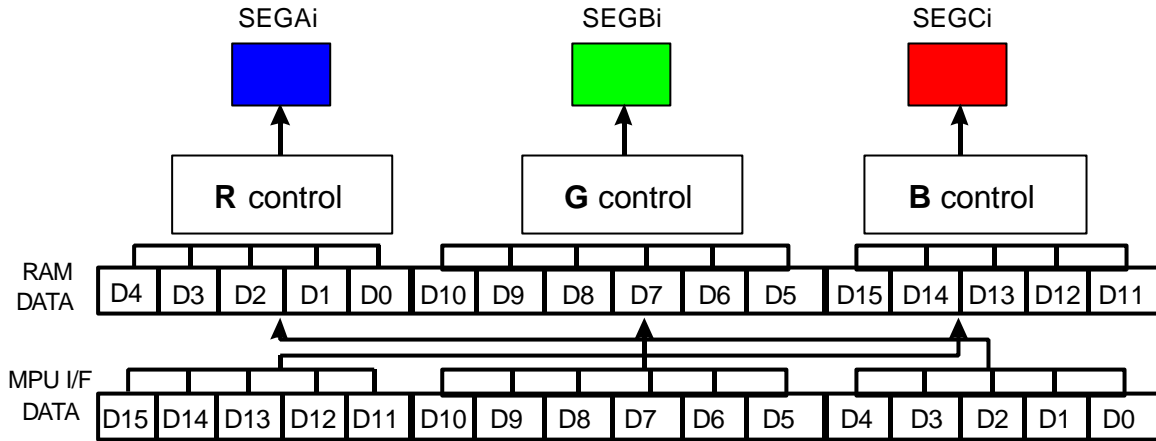 SEGAi SEGBi SEGCi
R control G control B control
RAM DATA
D4 D3 D2 D1 D0 D10 D9 D8 D7 D6 D5 D15 D14 D13 D12 D11
MPU I/F DATA
D15 D14 D13 D12 D11 D10 D9 D8 D7 D6 D5 D4 D3 D2 D1 D0